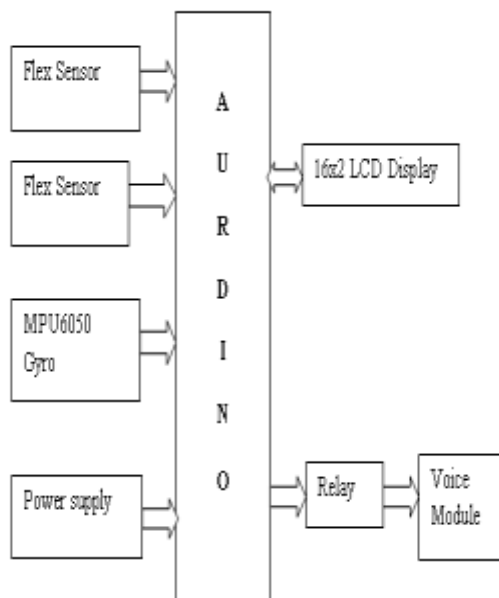 Flex Sensor
Flex Sensor
MPU6050
Gyro
Power supply
A
U
R
D
I
N
O
16x2 LCD Display
Relay
Voice
Module